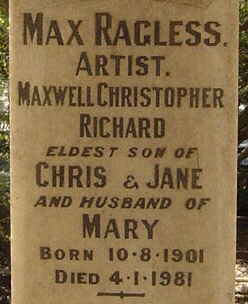 MAX RAGLESS.
ARTIST.
MAXWELL CHRISTOPHER
RICHARD
ELDEST SON OF
CHRIS & JANE
AND HUSBAND OF
MARY
BORN 10·8·1901
DIED 4·1·1981